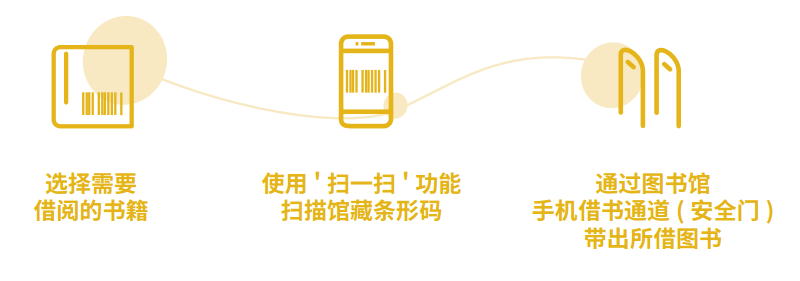 选择需要
借阅的书籍
使用 ' 扫一扫 ' 功能
扫描馆藏条形码
通过图书馆
手机借书通道 ( 安全门 )
带出所借图书